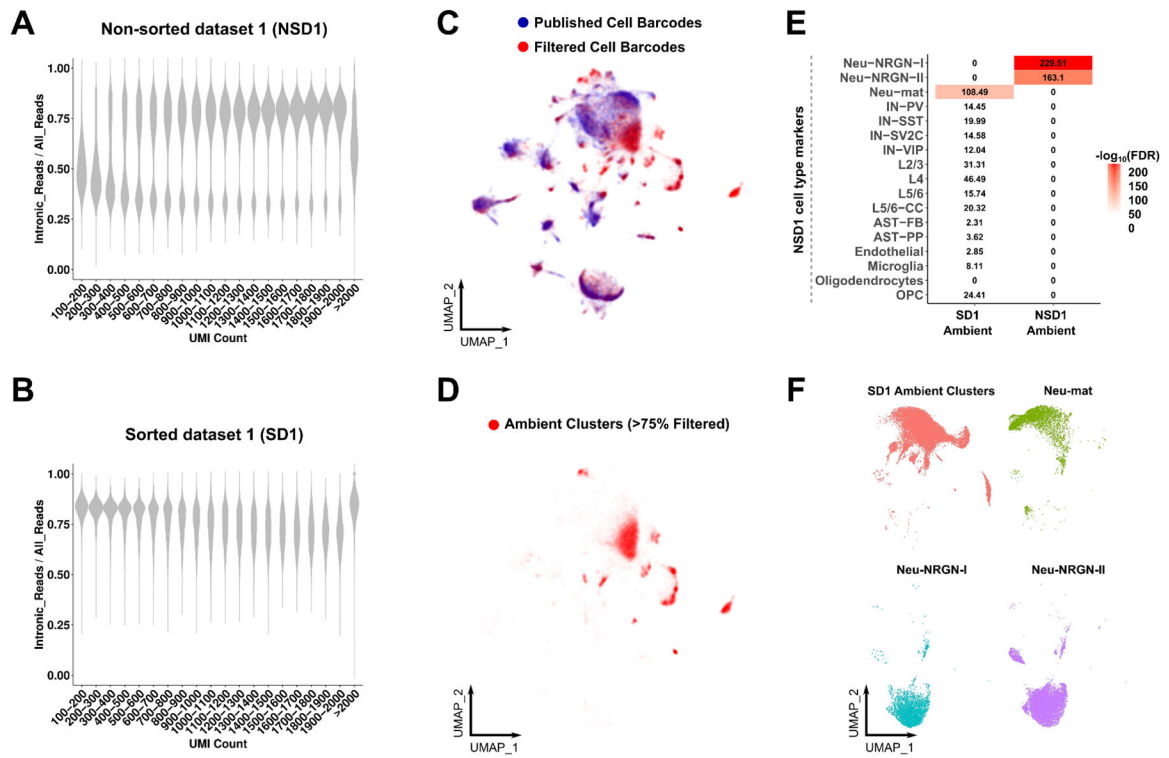 A
Non-sorted dataset 1 (NSD1)
Intronic_Reads / All_Reads
1.00
0.75
0.50
0.25
0.00
100−200
200−300
300−400
400−500
500−600
600−700
700−800
800−900
900−1000
1000−1100
1100−1200
1200−1300
1300−1400
1400−1500
1500−1600
1600−1700
1700−1800
1800−1900
1900−2000
>2000
UMI Count
B
Sorted dataset 1 (SD1)
Intronic_Reads / All_Reads
1.00
0.75
0.50
0.25
0.00
100−200
200−300
300−400
400−500
500−600
600−700
700−800
800−900
900−1000
1000−1100
1100−1200
1200−1300
1300−1400
1400−1500
1500−1600
1600−1700
1700−1800
1800−1900
1900−2000
>2000
UMI Count
C
Published Cell Barcodes
Filtered Cell Barcodes
UMAP_2
UMAP_1
D
Ambient Clusters (>75% Filtered)
UMAP_2
UMAP_1
E
NSD1 cell type markers
Neu−NRGN−I 0 229.51
Neu−NRGN−II 0 163.1
Neu−mat 108.49 0
IN−PV 14.45 0
IN−SST 19.99 0
IN−SV2C 14.58 0
IN−VIP 12.04 0
L2/3 31.31 0
L4 46.49 0
L5/6 15.74 0
L5/6−CC 20.32 0
AST−FB 2.31 0
AST−PP 3.62 0
Endothelial 2.85 0
Microglia 8.11 0
Oligodendrocytes 0 0
OPC 24.41 0
SD1 Ambient
NSD1 Ambient
-log10(FDR)
200
150
100
50
0
F
SD1 Ambient Clusters
Neu-mat
Neu-NRGN-I
Neu-NRGN-II
UMAP_2
UMAP_1